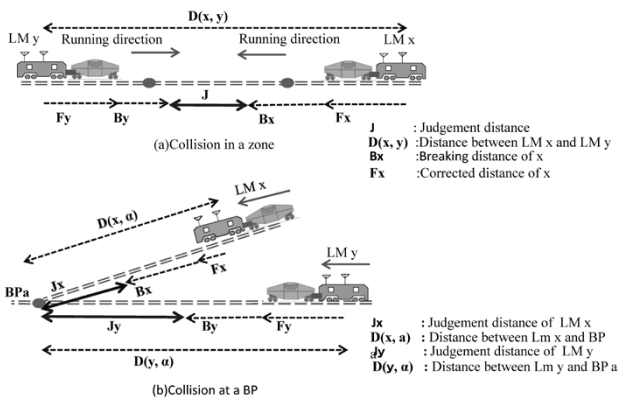 D(x, y)
LM y Running direction Running direction LM x
J
Fy By Bx Fx
(a)Collision in a zone
J : Judgement distance
D(x, y) :Distance between LM x and LM y
Bx :Breaking distance of x
Fx :Corrected distance of x
LM x
D(x, α)
LM y
Fx
Jx Bx
BPa
Jy By Fy
D(y, α)
Jx : Judgement distance of LM x
D(x, a) : Distance between Lm x and BP
a
Jy : Judgement distance of LM y
D(y, α) : Distance between Lm y and BP a
(b)Collision at a BP